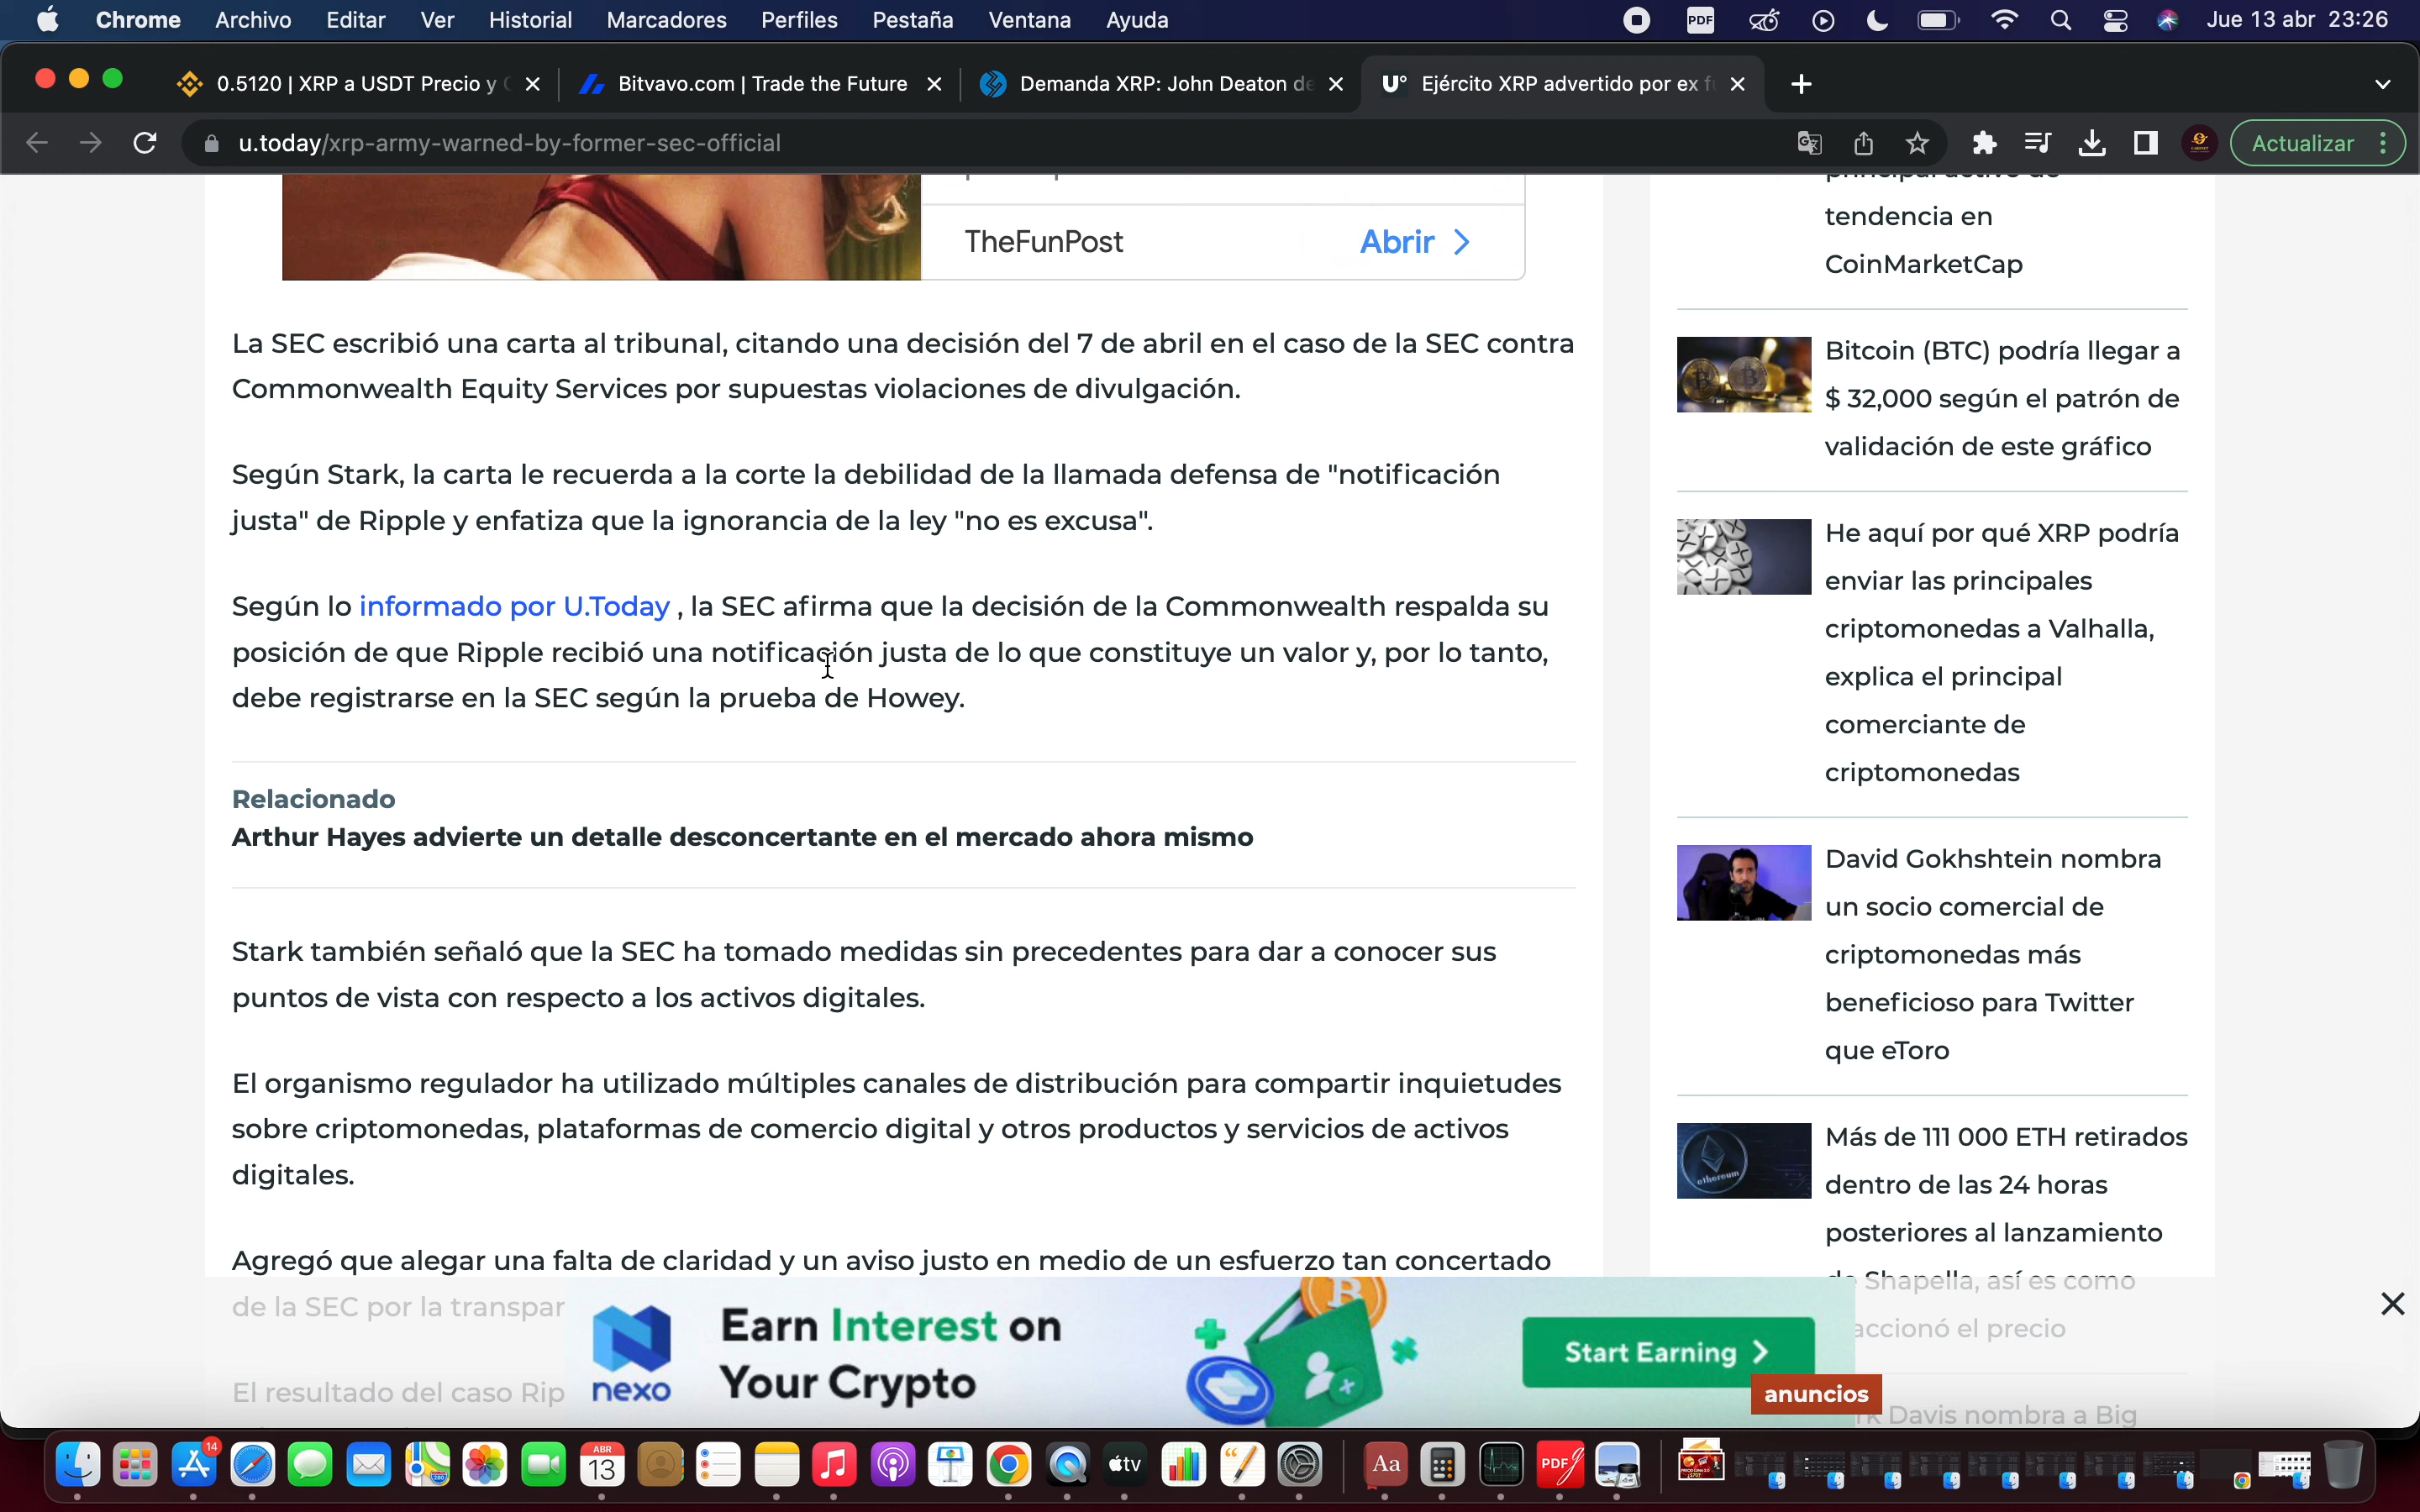 Chrome Archivo Editar Ver Historial Marcadores Perfiles Pestaña Ventana Ayuda
PDF
Jue 13 abr 23:26
0.5120 | XRP a USDT Precio y
Bitvavo.com | Trade the Future
Demanda XRP: John Deaton de
U° Ejército XRP advertido por ex
u.today/xrp-army-warned-by-former-sec-official
Actualizar
TheFunPost
Abrir
La SEC escribió una carta al tribunal, citando una decisión del 7 de abril en el caso de la SEC contra
Commonwealth Equity Services por supuestas violaciones de divulgación.
Según Stark, la carta le recuerda a la corte la debilidad de la llamada defensa de "notificación
justa" de Ripple y enfatiza que la ignorancia de la ley "no es excusa".
Según lo informado por U.Today , la SEC afirma que la decisión de la Commonwealth respalda su
posición de que Ripple recibió una notificación justa de lo que constituye un valor y, por lo tanto,
debe registrarse en la SEC según la prueba de Howey.
Relacionado
Arthur Hayes advierte un detalle desconcertante en el mercado ahora mismo
Stark también señaló que la SEC ha tomado medidas sin precedentes para dar a conocer sus
puntos de vista con respecto a los activos digitales.
El organismo regulador ha utilizado múltiples canales de distribución para compartir inquietudes
sobre criptomonedas, plataformas de comercio digital y otros productos y servicios de activos
digitales.
Agregó que alegar una falta de claridad y un aviso justo en medio de un esfuerzo tan concertado
de la SEC por la transpar
El resultado del caso Rip
principal activo de
tendencia en
CoinMarketCap
Bitcoin (BTC) podría llegar a
$ 32,000 según el patrón de
validación de este gráfico
He aquí por qué XRP podría
enviar las principales
criptomonedas a Valhalla,
explica el principal
comerciante de
criptomonedas
David Gokhshtein nombra
un socio comercial de
criptomonedas más
beneficioso para Twitter
que eToro
ethereum
Más de 111 000 ETH retirados
dentro de las 24 horas
posteriores al lanzamiento
de Shapella, así es como
accionó el precio
Davis nombra a Big
nexo
Earn Interest on
Your Crypto
Start Earning
anuncios
14
280
ABR
13
tv
Aa
PDF